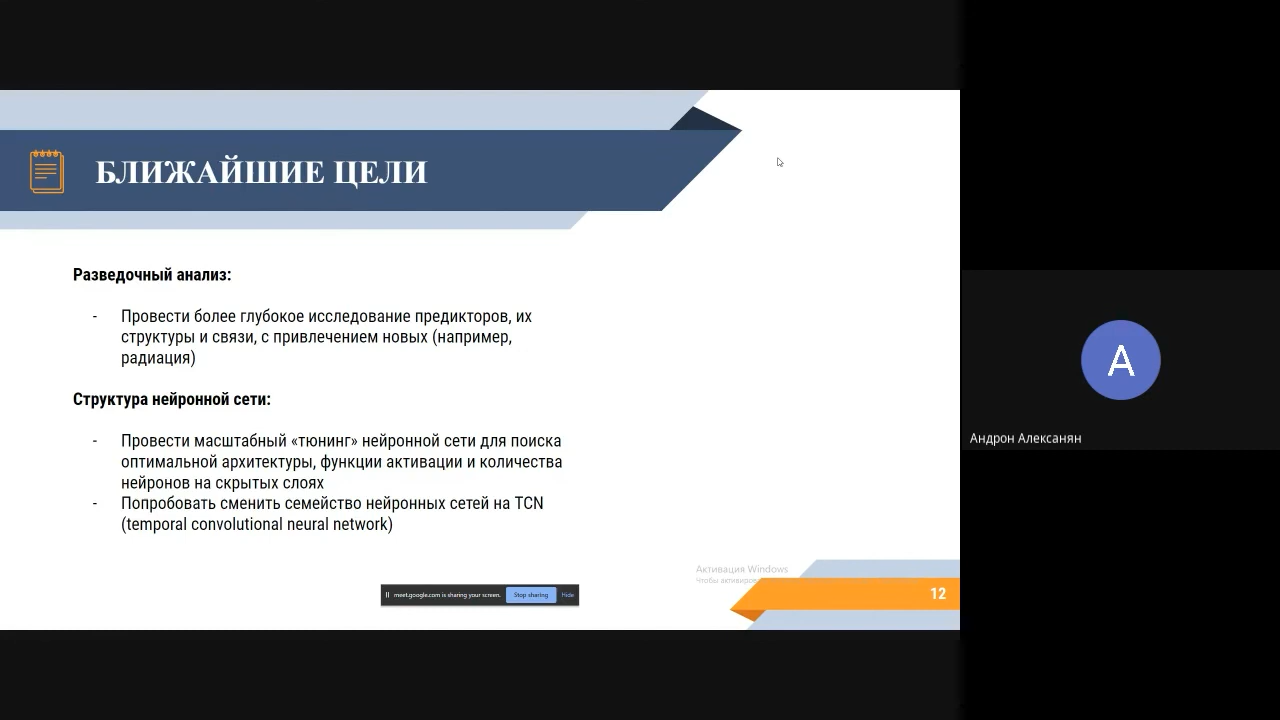 БЛИЖАЙШИЕ ЦЕЛИ
Разведочный анализ:
- Провести более глубокое исследование предикторов, их
структуры и связи, с привлечением новых (например,
радиация)
Структура нейронной сети:
- Провести масштабный «тюнинг» нейронной сети для поиска
оптимальной архитектуры, функции активации и количества
нейронов на скрытых слоях
- Попробовать сменить семейство нейронных сетей на TCN
(temporal convolutional neural network)
Активация Windows
Чтобы активиров
meet.google.com is sharing your screen. Stop sharing Hide
12
А
Андрон Алексанян